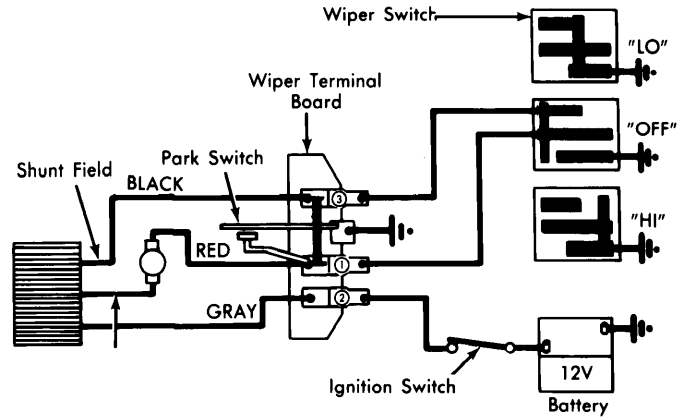 Wiper Switch
"LO"
Wiper Terminal
Board
"OFF"
Park Switch
Shunt Field
BLACK
3
"HI"
RED
1
2
GRAY
Ignition Switch
12V
Battery